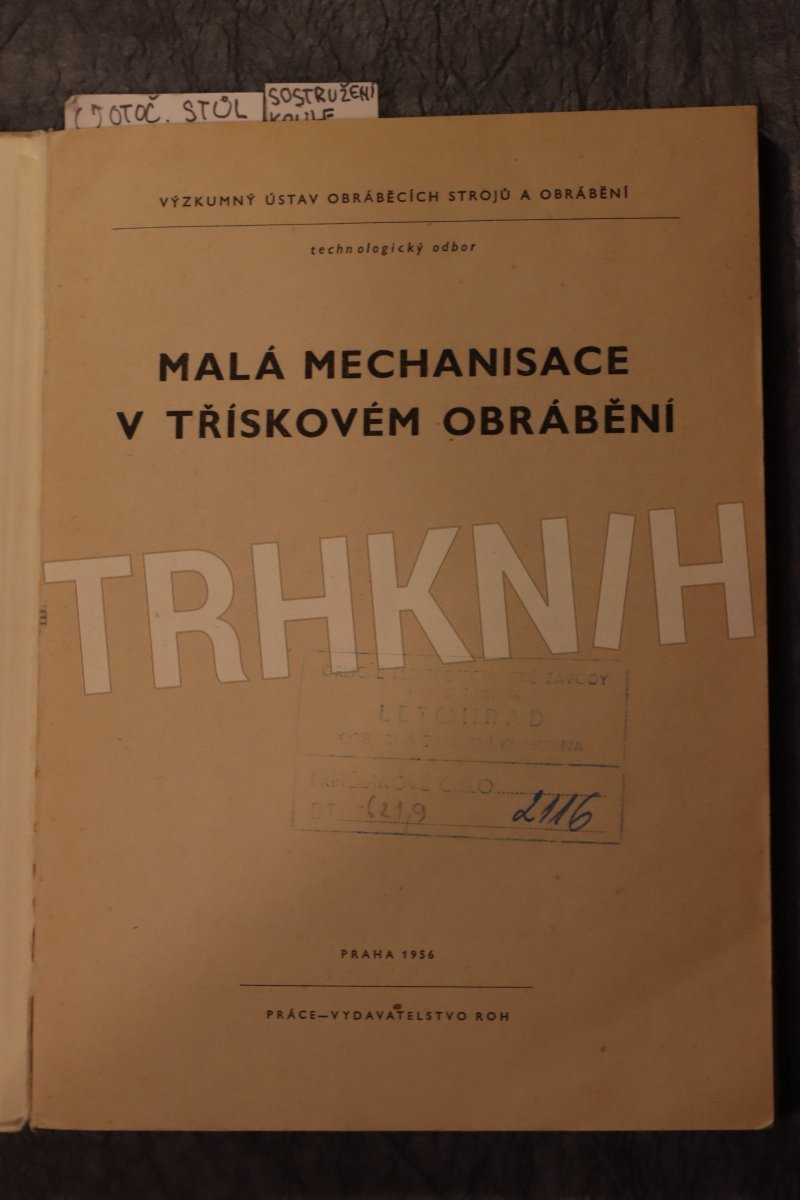 OTOČ. STŮL
SOSTRUŽENÍ
VÝZKUMNÝ ÚSTAV OBRÁBĚCÍCH STROJŮ A OBRÁBĚNÍ
technologický odbor
MALÁ MECHANISACE
V TŘÍSKOVÉM OBRÁBĚNÍ
TRHKNIH
ZÁVODY
LETOHRAD
PŘÍRŮSTKOVÉ ČÍSLO
DT. 621,9 2116
PRAHA 1956
PRÁCE—VYDAVATELSTVO ROH